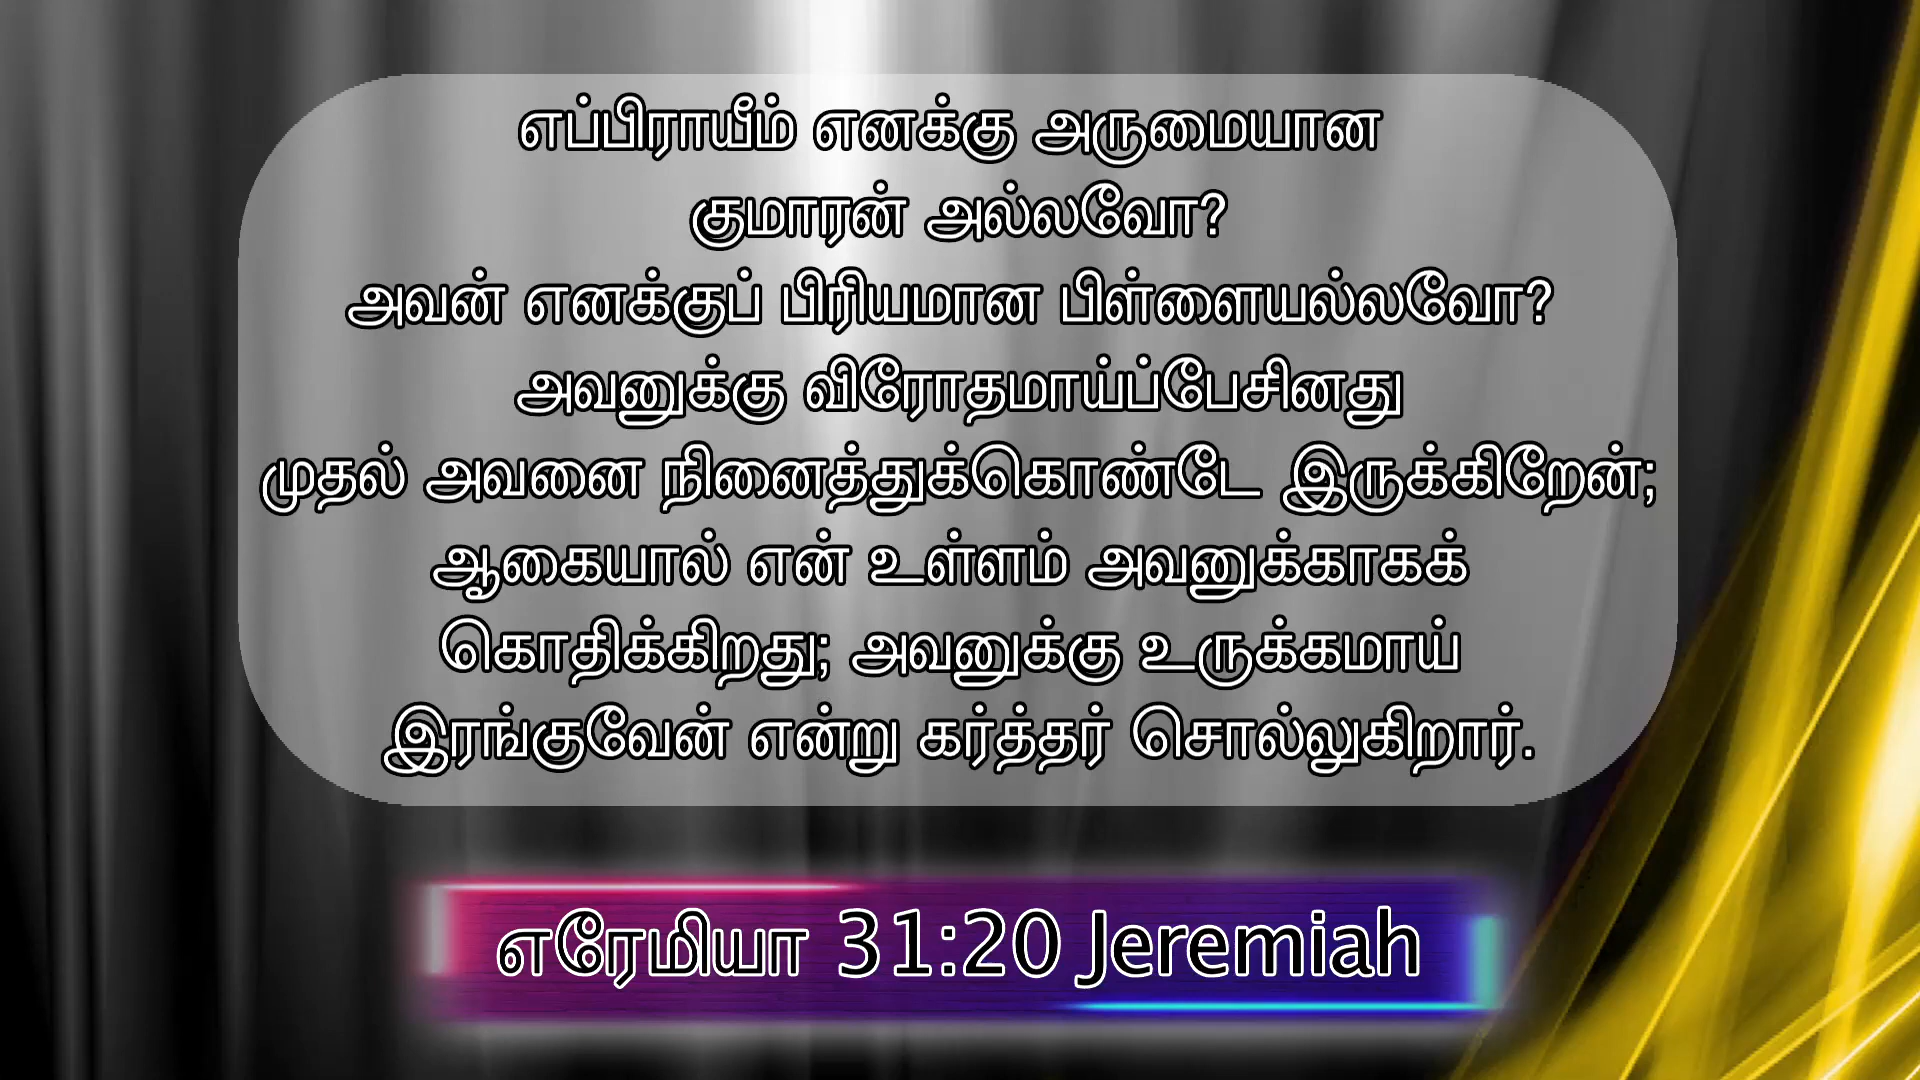 எப்பிராயீம் எனக்கு அருமையான
குமாரன் அல்லவோ?
அவன் எனக்குப் பிரியமான பிள்ளையல்லவோ?
அவனுக்கு விரோதமாய்ப்பேசினது
முதல் அவனை நினைத்துக்கொண்டே இருக்கிறேன்;
ஆகையால் என் உள்ளம் அவனுக்காகக்
கொதிக்கிறது; அவனுக்கு உருக்கமாய்
இரங்குவேன் என்று கர்த்தர் சொல்லுகிறார்.
எரேமியா 31:20 Jeremiah